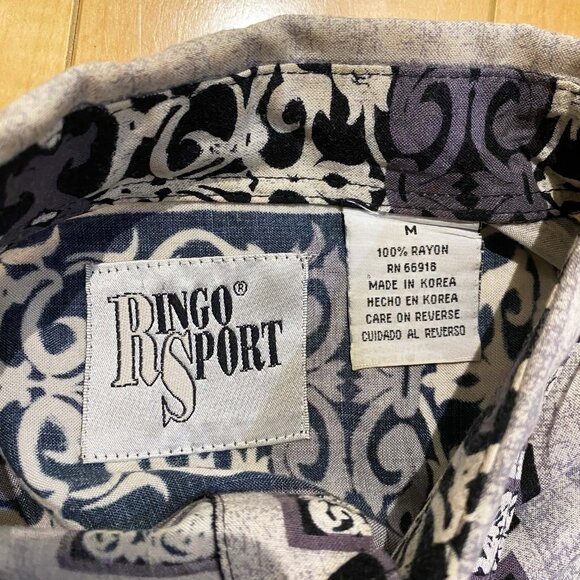 RINGO®
SPORT
M
100% RAYON
RN 66918
MADE IN KOREA
HECHO EN KOREA
CARE ON REVERSE
CUIDADO AL REVERSO